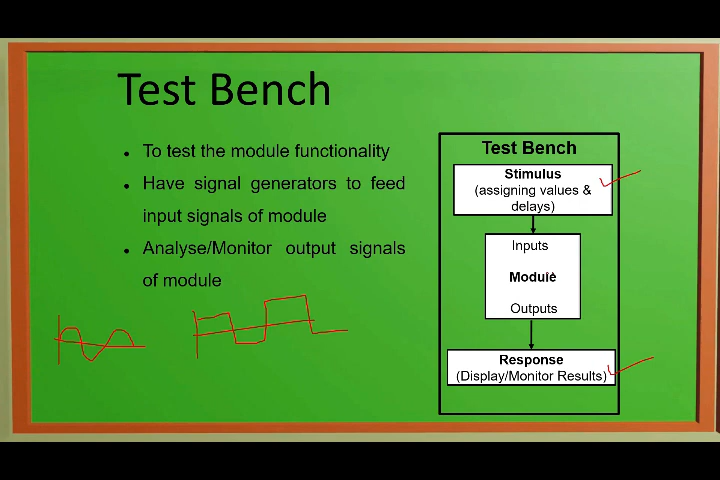 Test Bench
• To test the module functionality
• Have signal generators to feed
input signals of module
• Analyse/Monitor output signals
of module
Test Bench
Stimulus
(assigning values &
delays)
Inputs
Module
Outputs
Response
(Display/Monitor Results)